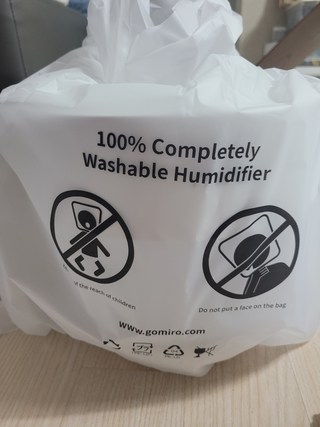 100% Completely
Washable Humidifier
of the reach of children
Do not put a face on the bag
www.gomiro.com